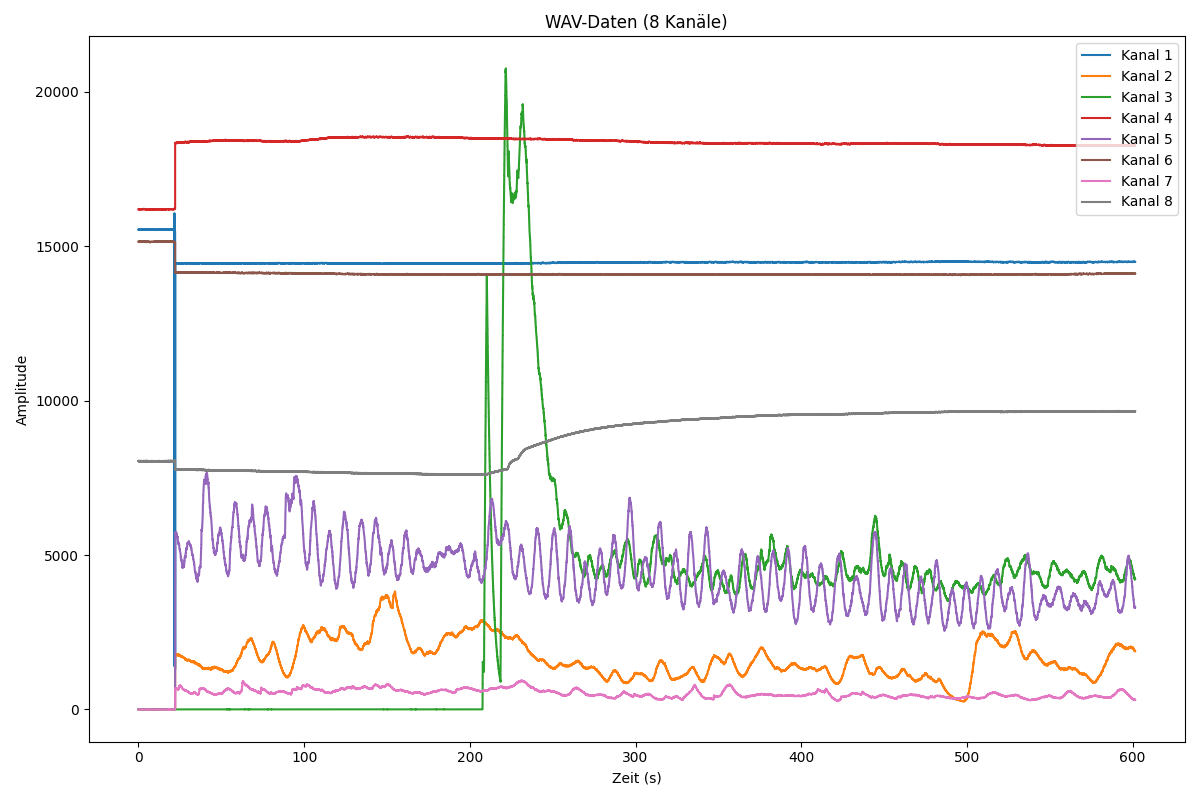 WAV-Daten (8 Kanäle)
Kanal 1
Kanal 2
Kanal 3
Kanal 4
Kanal 5
Kanal 6
Kanal 7
Kanal 8
20000
15000
10000
5000
0
Amplitude
0 100 200 300 400 500 600
Zeit (s)